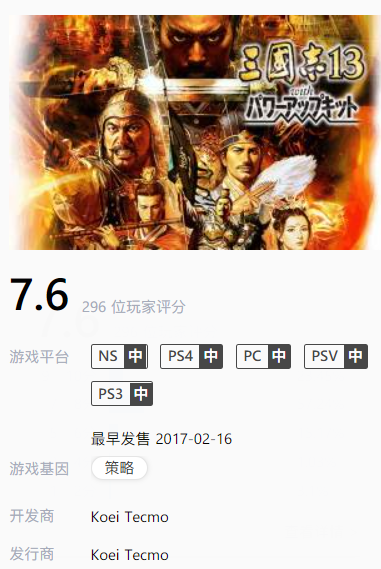 三國志13
with
パワーアップキット
7.6 296 位玩家评分
游戏平台 NS 中 PS4 中 PC 中 PSV 中
PS3 中
最早发售 2017-02-16
游戏基因 策略
开发商 Koei Tecmo
发行商 Koei Tecmo